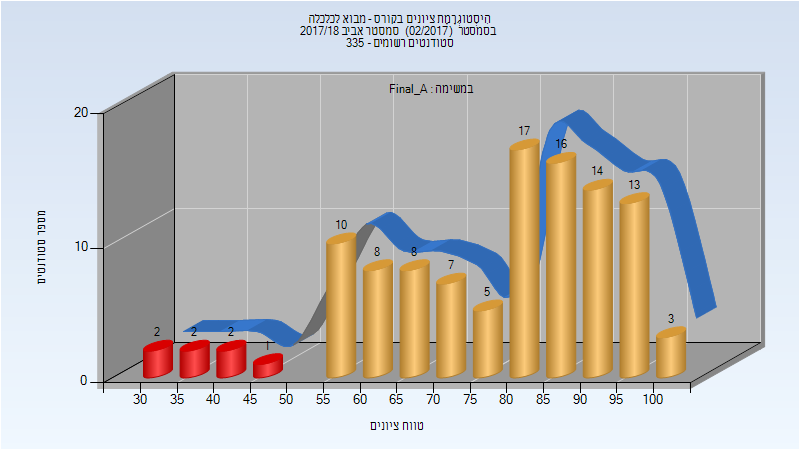 היסטוגרמת ציונים בקורס - מבוא לכלכלה
בסמסטר (02/2017) סמסטר אביב 2017/18
סטודנטים רשומים - 335
במשימה : Final_A
מספר סטודנטים
20
10
0
2
2
2
1
10
8
8
7
5
17
16
14
13
3
30 35 40 45 50 55 60 65 70 75 80 85 90 95 100
טווח ציונים